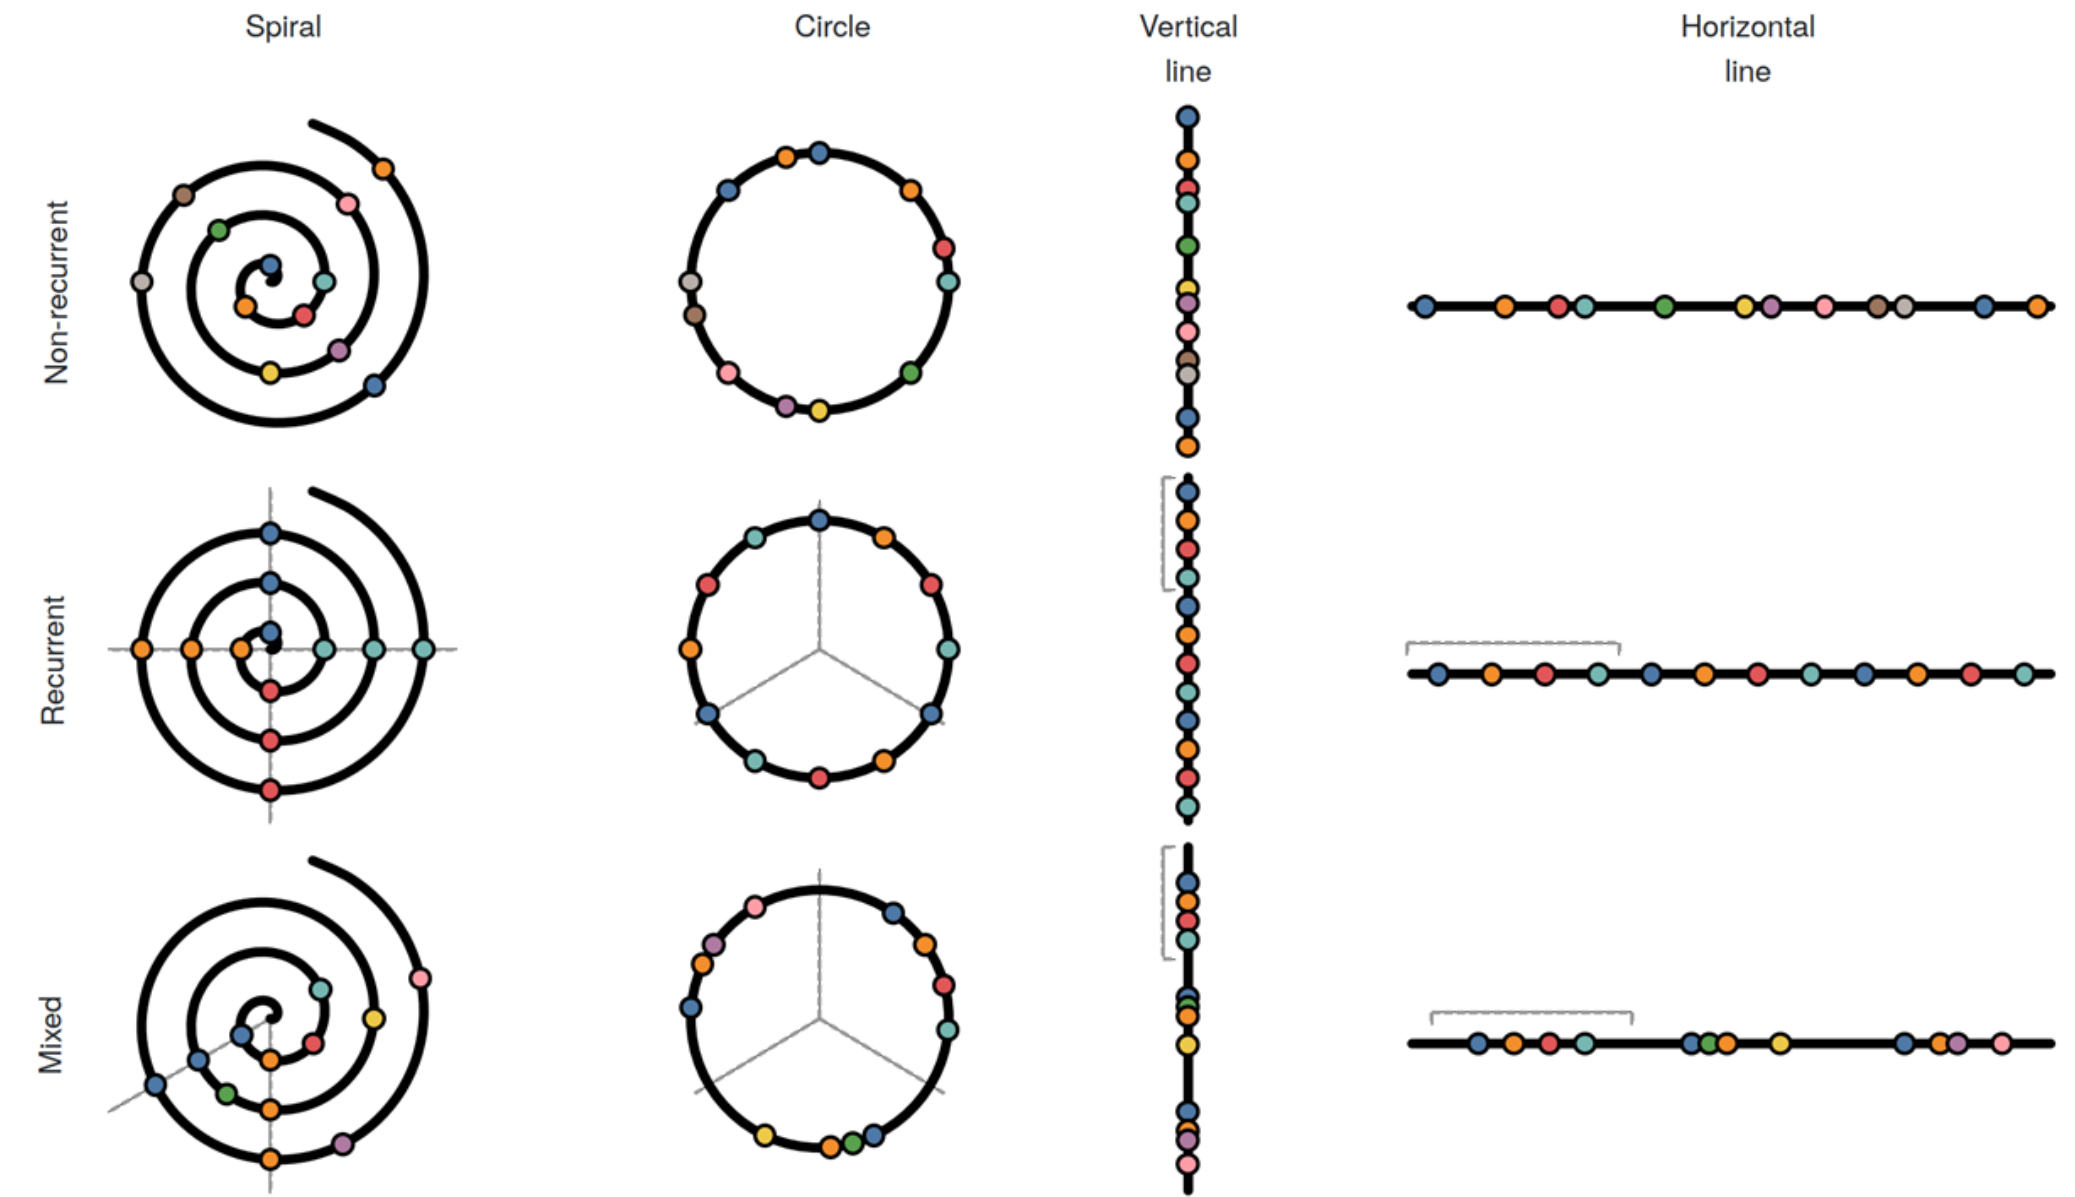 Spiral
Circle
Vertical
line
Horizontal
line
Non-recurrent
Recurrent
Mixed